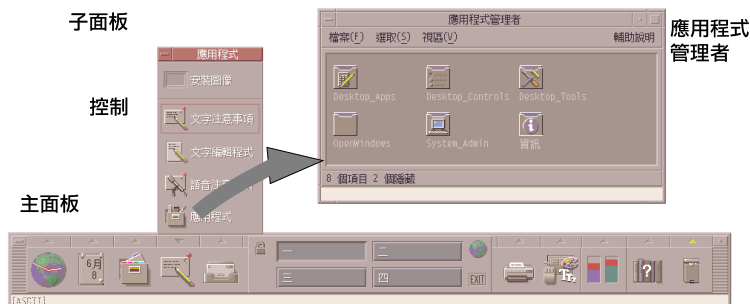 子面板
應用程式管理者
應用程式
管理者
檔案(F) 選取(S) 視區(V) 輔助說明
應用程式
安裝圖像
Desktop_Apps Desktop_Controls Desktop_Tools
控制
文字注意事項
OpenWindows System_Admin 資訊
文字編輯程式
8 個項目 2 個隱藏
語音注
應用程式
主面板
一 二
6月
8
三 四 EXIT
?
[ASCII]